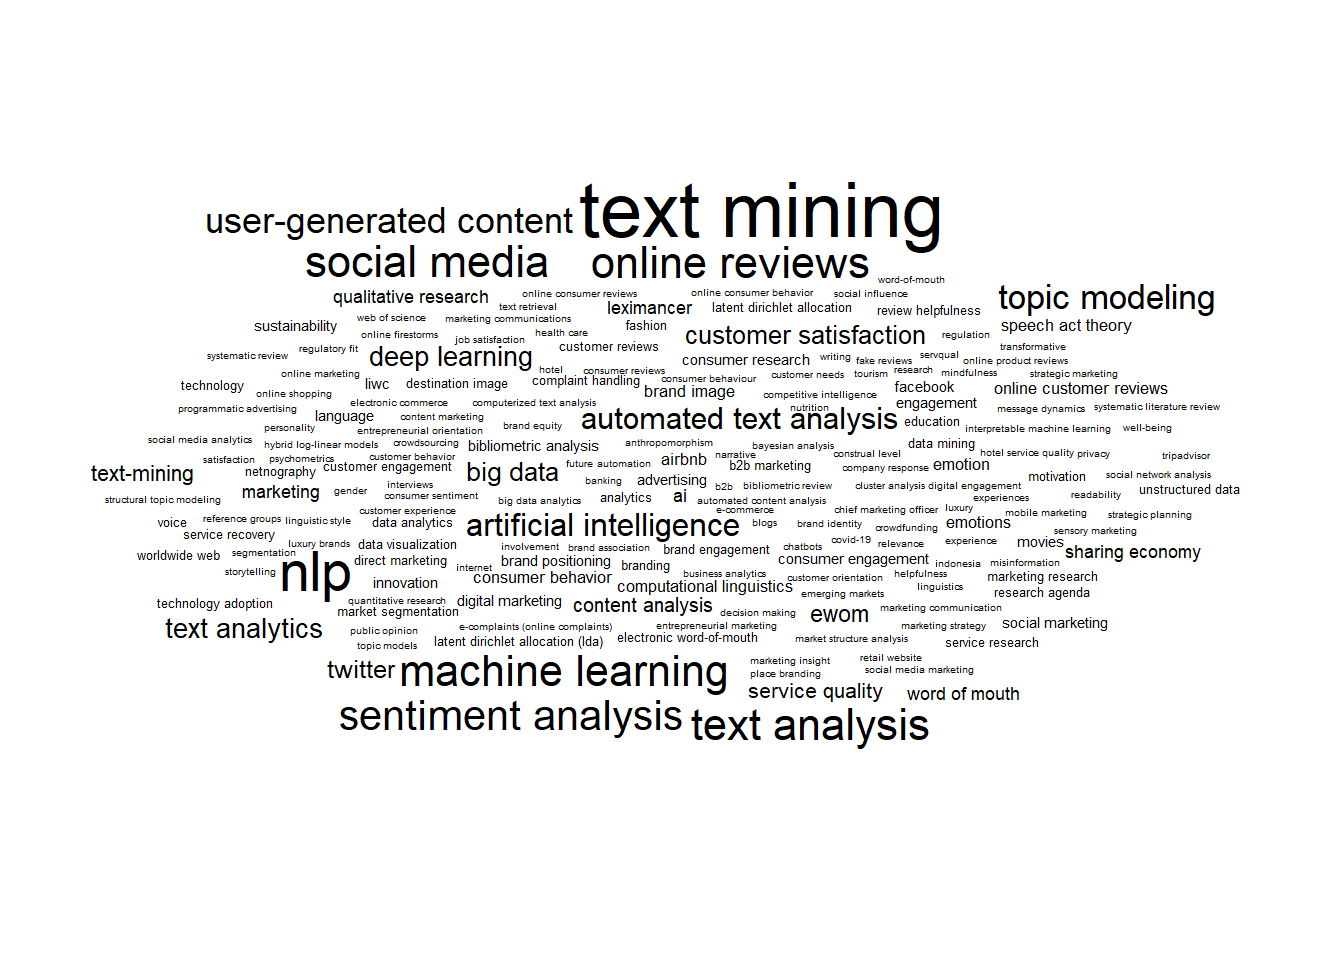 text mining
user-generated content
social media
online reviews
word-of-mouth
topic modeling
qualitative research
online consumer reviews
online consumer behavior
social influence
text retrieval
leximancer
latent dirichlet allocation
review helpfulness
web of science
marketing communications
sustainability
fashion
speech act theory
online firestorms
job satisfaction
health care
customer satisfaction
regulation
systematic review
regulatory fit
deep learning
customer reviews
consumer research
writing
fake reviews
servqual
transformative
online product reviews
online marketing
hotel
consumer reviews
customer needs
tourism
research
mindfulness
strategic marketing
technology
online shopping
liwc
destination image
complaint handling
consumer behaviour
brand image
competitive intelligence
facebook
online customer reviews
programmatic advertising
electronic commerce
computerized text analysis
nutrition
engagement
message dynamics
systematic literature review
language
content marketing
automated text analysis
education
personality
entrepreneurial orientation
brand equity
interpretable machine learning
well-being
social media analytics
hybrid log-linear models
crowdsourcing
bibliometric analysis
anthropomorphism
bayesian analysis
data mining
satisfaction
psychometrics
customer behavior
narrative
construal level
hotel service quality
privacy
tripadvisor
text-mining
netnography
customer engagement
big data
future automation
airbnb
b2b marketing
company response
emotion
motivation
social network analysis
structural topic modeling
marketing
gender
interviews
consumer sentiment
banking
advertising
b2b
bibliometric review
cluster analysis
digital engagement
unstructured data
big data analytics
analytics
ai
automated content analysis
experiences
readability
voice
reference groups
linguistic style
customer experience
data analytics
artificial intelligence
e-commerce
blogs
brand identity
chief marketing officer
luxury
mobile marketing
strategic planning
service recovery
crowdfunding
emotions
sensory marketing
worldwide web
segmentation
luxury brands
data visualization
involvement
brand association
brand engagement
chatbots
covid-19
relevance
experience
movies
sharing economy
storytelling
nlp
direct marketing
internet
brand positioning
branding
business analytics
consumer engagement
indonesia
misinformation
innovation
consumer behavior
computational linguistics
customer orientation
helpfulness
linguistics
marketing research
emerging markets
research agenda
technology adoption
quantitative research
market segmentation
digital marketing
content analysis
decision making
ewom
marketing communication
text analytics
public opinion
e-complaints (online complaints)
entrepreneurial marketing
marketing strategy
social marketing
topic models
latent dirichlet allocation (lda)
electronic word-of-mouth
market structure analysis
service research
twitter
machine learning
marketing insight
retail website
place branding
social media marketing
service quality
word of mouth
sentiment analysis
text analysis